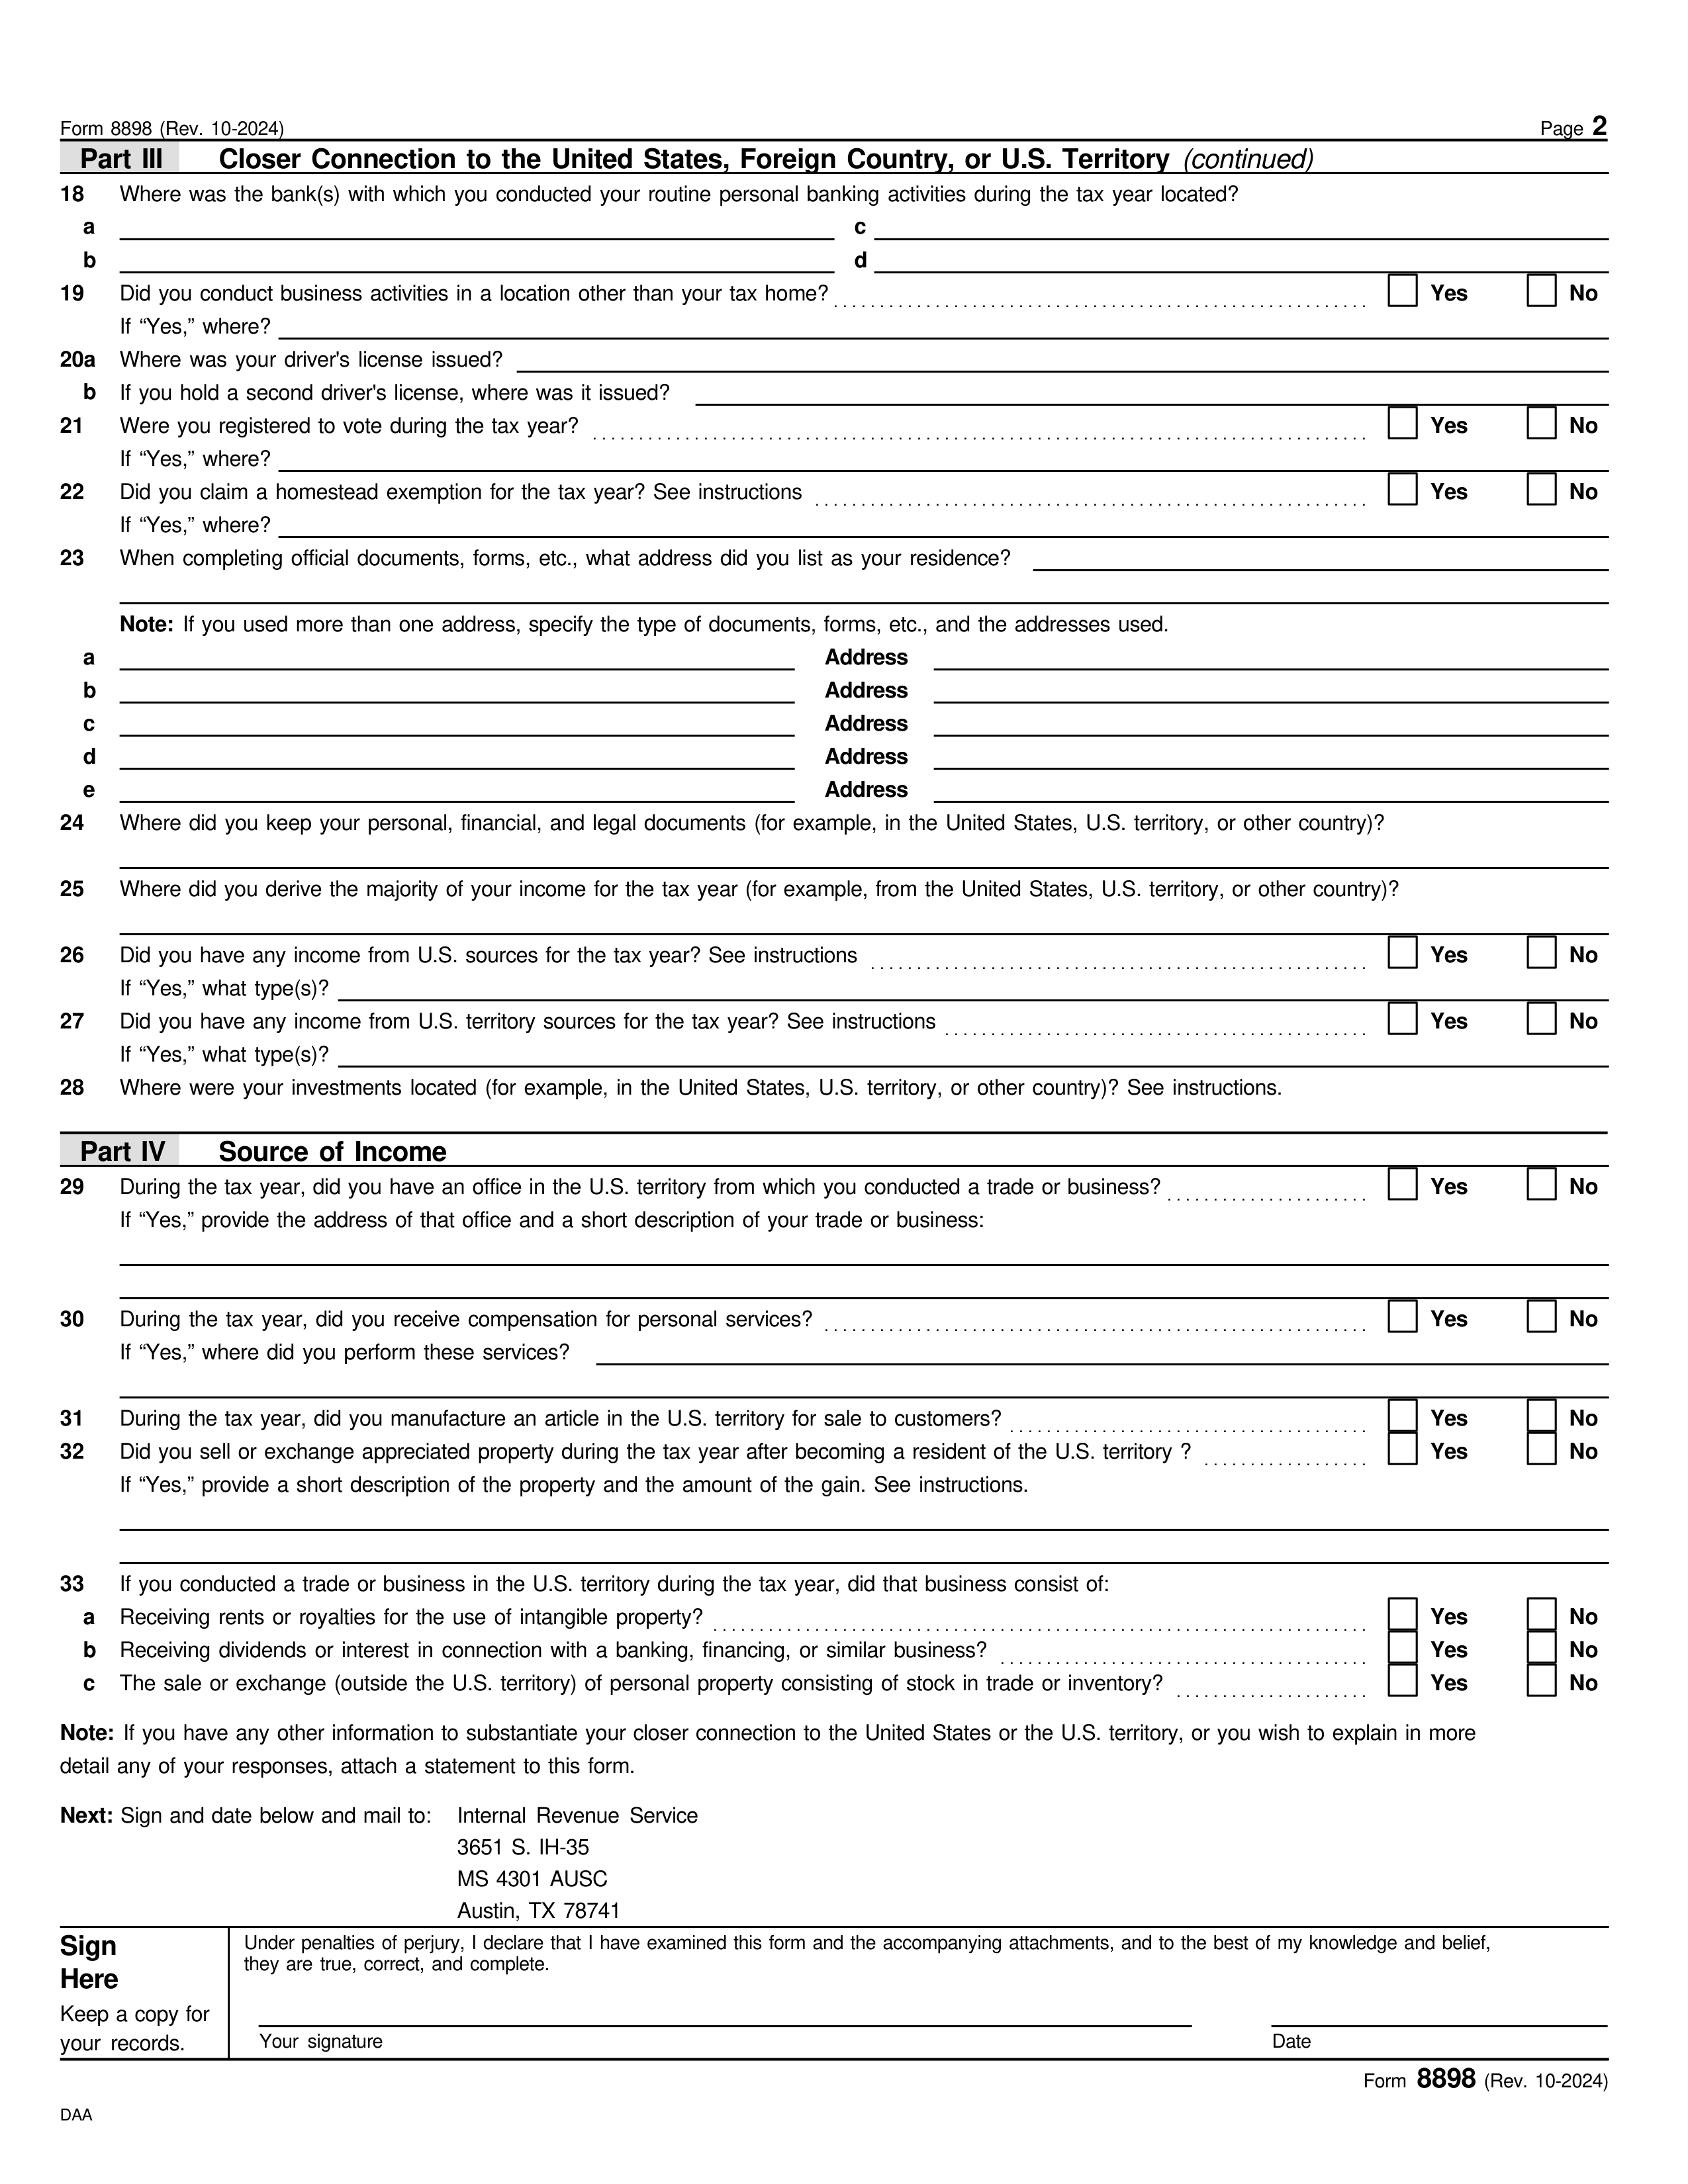 Form 8898 (Rev. 10-2024) Page 2
Part III Closer Connection to the United States, Foreign Country, or U.S. Territory (continued)
18 Where was the bank(s) with which you conducted your routine personal banking activities during the tax year located?
a c
b d
19 Did you conduct business activities in a location other than your tax home? Yes No
If “Yes,” where?
20a Where was your driver's license issued?
b If you hold a second driver's license, where was it issued?
21 Were you registered to vote during the tax year? Yes No
If “Yes,” where?
22 Did you claim a homestead exemption for the tax year? See instructions Yes No
If “Yes,” where?
23 When completing official documents, forms, etc., what address did you list as your residence?
Note: If you used more than one address, specify the type of documents, forms, etc., and the addresses used.
a Address
b Address
c Address
d Address
e Address
24 Where did you keep your personal, financial, and legal documents (for example, in the United States, U.S. territory, or other country)?
25 Where did you derive the majority of your income for the tax year (for example, from the United States, U.S. territory, or other country)?
26 Did you have any income from U.S. sources for the tax year? See instructions Yes No
If “Yes,” what type(s)?
27 Did you have any income from U.S. territory sources for the tax year? See instructions Yes No
If “Yes,” what type(s)?
28 Where were your investments located (for example, in the United States, U.S. territory, or other country)? See instructions.
Part IV Source of Income
29 During the tax year, did you have an office in the U.S. territory from which you conducted a trade or business? Yes No
If “Yes,” provide the address of that office and a short description of your trade or business:
30 During the tax year, did you receive compensation for personal services? Yes No
If “Yes,” where did you perform these services?
31 During the tax year, did you manufacture an article in the U.S. territory for sale to customers? Yes No
32 Did you sell or exchange appreciated property during the tax year after becoming a resident of the U.S. territory ? Yes No
If “Yes,” provide a short description of the property and the amount of the gain. See instructions.
33 If you conducted a trade or business in the U.S. territory during the tax year, did that business consist of:
a Receiving rents or royalties for the use of intangible property? Yes No
b Receiving dividends or interest in connection with a banking, financing, or similar business? Yes No
c The sale or exchange (outside the U.S. territory) of personal property consisting of stock in trade or inventory? Yes No
Note: If you have any other information to substantiate your closer connection to the United States or the U.S. territory, or you wish to explain in more
detail any of your responses, attach a statement to this form.
Next: Sign and date below and mail to: Internal Revenue Service
3651 S. IH-35
MS 4301 AUSC
Austin, TX 78741
Sign
Here
Keep a copy for
your records.
Under penalties of perjury, I declare that I have examined this form and the accompanying attachments, and to the best of my knowledge and belief,
they are true, correct, and complete.
Your signature Date
Form 8898 (Rev. 10-2024)
DAA